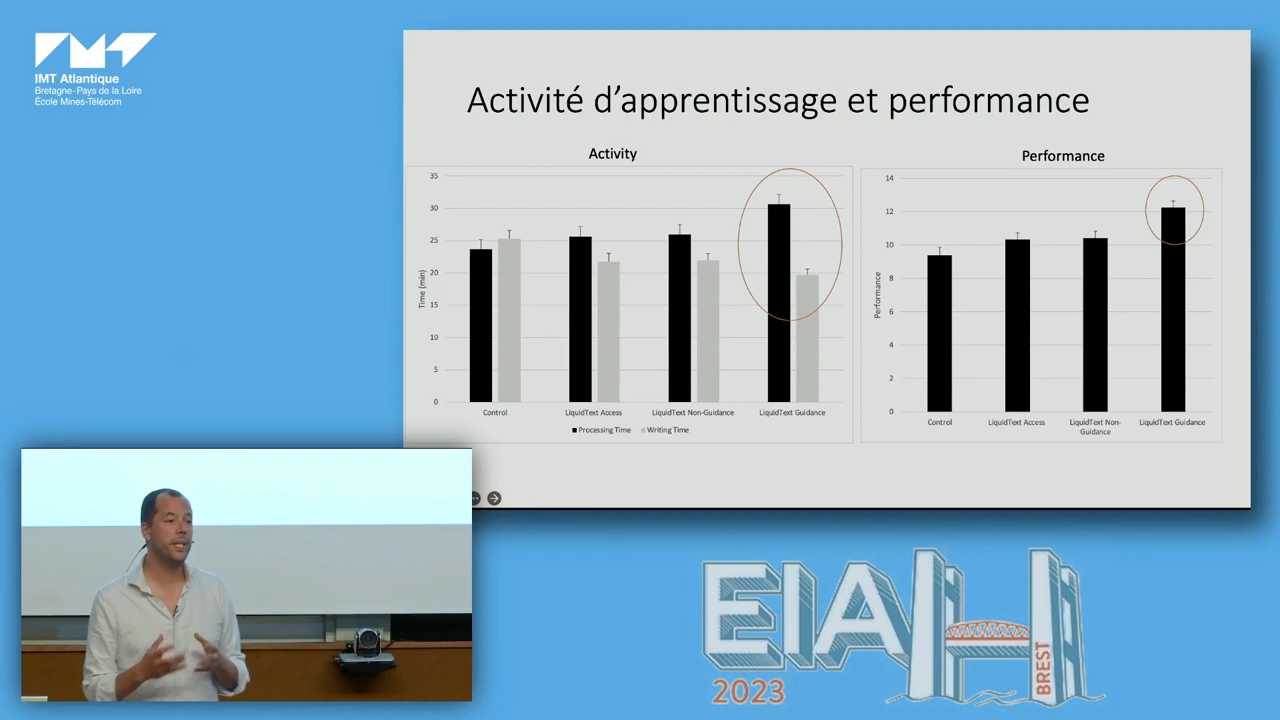 IMT Atlantique
Bretagne-Pays de la Loire
École Mines-Télécom
Activité d'apprentissage et performance
Activity
35
30
25
20
15
10
5
0
Time (min)
Control
LiquidText Access
LiquidText Non-Guidance
LiquidText Guidance
Processing Time
Writing Time
Performance
14
12
10
8
6
4
2
0
Performance
Control
LiquidText Access
LiquidText Non-
Guidance
LiquidText Guidance
EIAH
BREST
2023